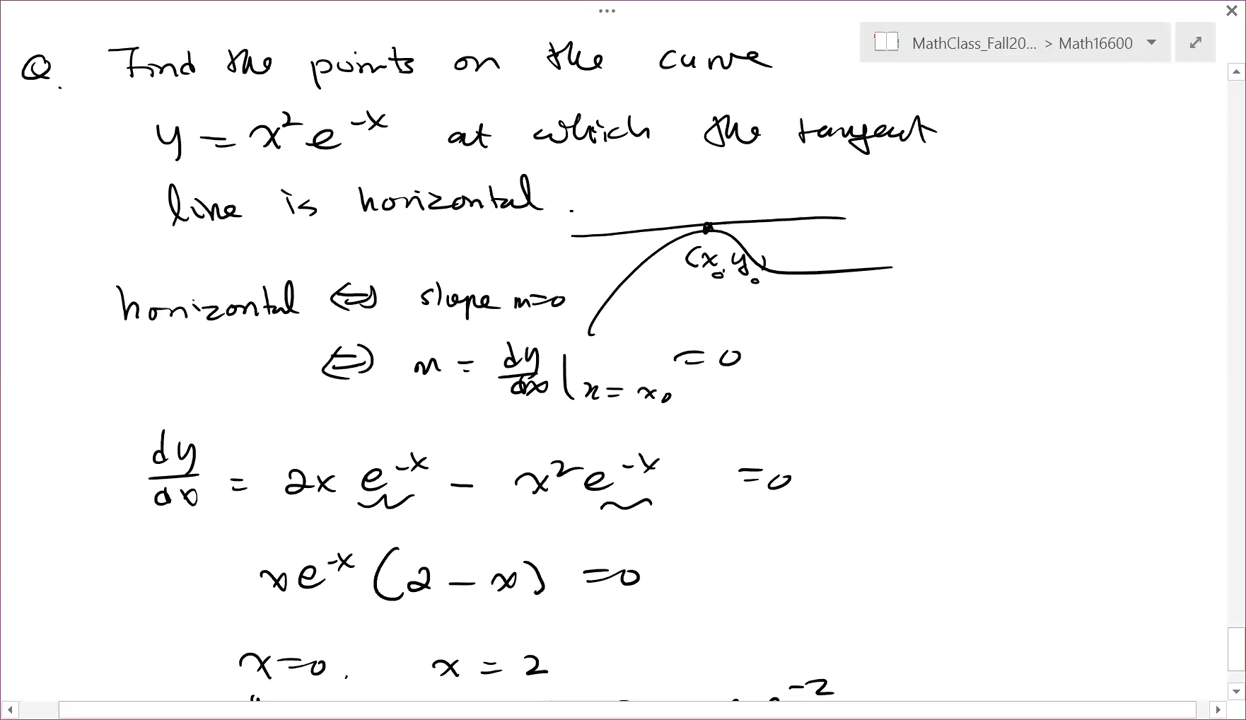 MathClass_Fall20... > Math16600
Q. Find the points on the curve
y = x²e⁻ˣ at which the tangent
line is horizontal.
(x₀, y₀)
horizontal ⇔ slope m=0
⇔ m = dy/dx |x = x₀ = 0
dy/dx = 2x e⁻ˣ − x²e⁻ˣ = 0
xe⁻ˣ (2 − x) = 0
x=0. x = 2
e⁻²